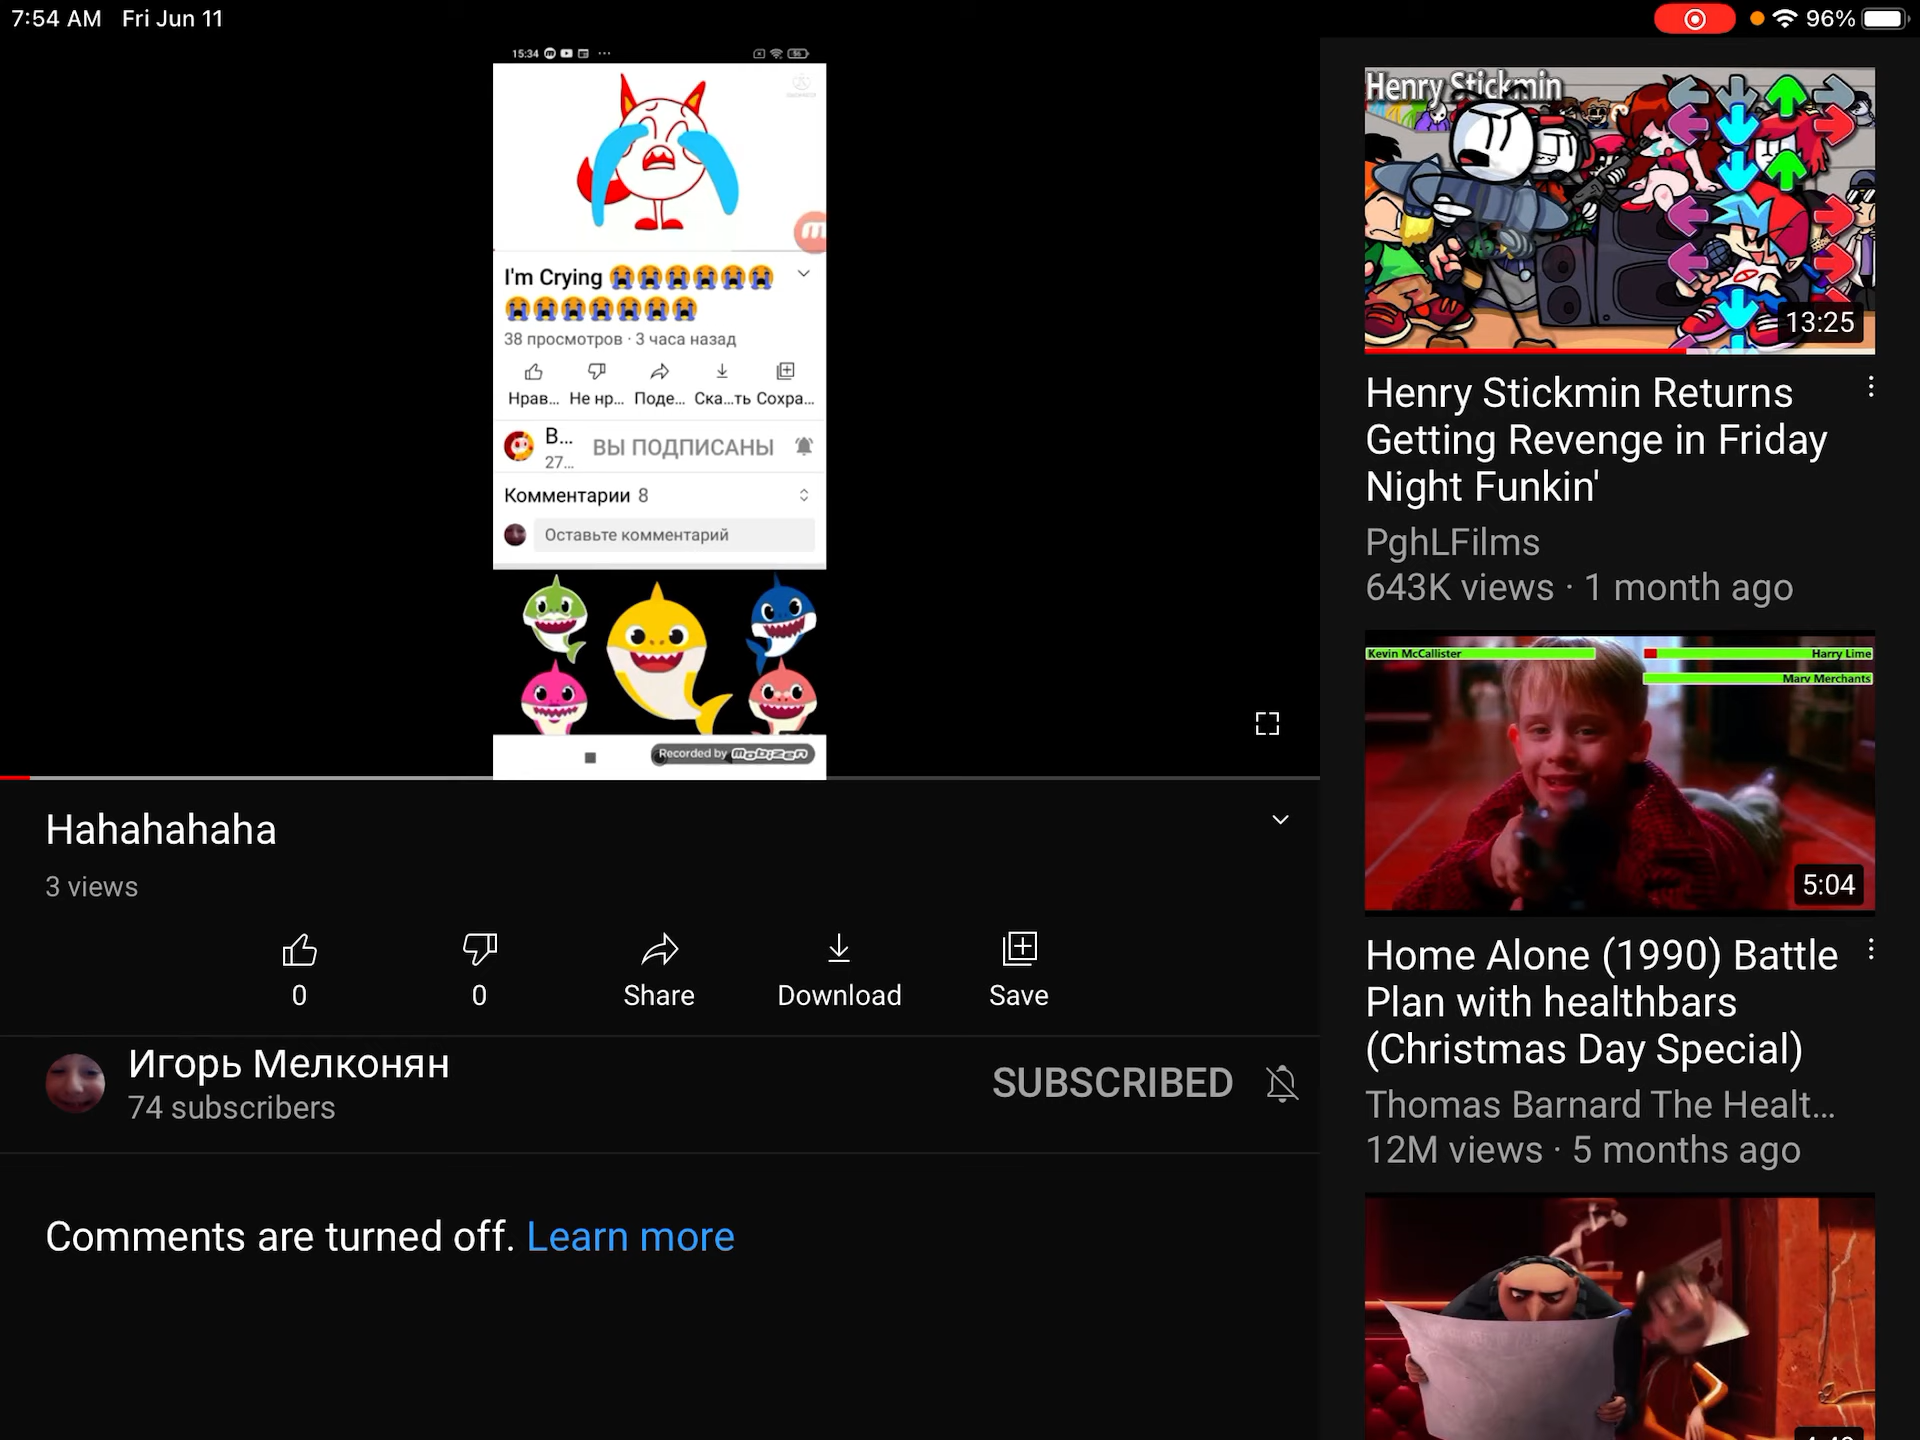 7:54 AM Fri Jun 11
96%
15:34
I'm Crying 😭😭😭😭😭😭
😭😭😭😭😭😭😭
38 просмотров · 3 часа назад
Нрав... Не нр... Поде... Ска...ть Сохра...
В...
27...
ВЫ ПОДПИСАНЫ
Комментарии 8
Оставьте комментарий
Recorded by mobizen
Hahahahaha
3 views
0 0 Share Download Save
Игорь Мелконян
74 subscribers
SUBSCRIBED
Comments are turned off. Learn more
Henry Stickmin
13:25
Henry Stickmin Returns
Getting Revenge in Friday
Night Funkin'
PghLFilms
643K views · 1 month ago
Kevin McCallister
Harry Lime
Marv Merchants
5:04
Home Alone (1990) Battle
Plan with healthbars
(Christmas Day Special)
Thomas Barnard The Healt...
12M views · 5 months ago